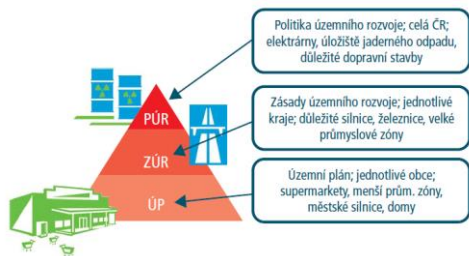 Politika územního rozvoje; celá ČR;
elektrárny, úložiště jaderného odpadu,
důležité dopravní stavby
PÚR
Zásady územního rozvoje; jednotlivé
kraje; důležité silnice, železnice, velké
průmyslové zóny
ZÚR
Územní plán; jednotlivé obce;
supermarkety, menší prům. zóny,
městské silnice, domy
ÚP